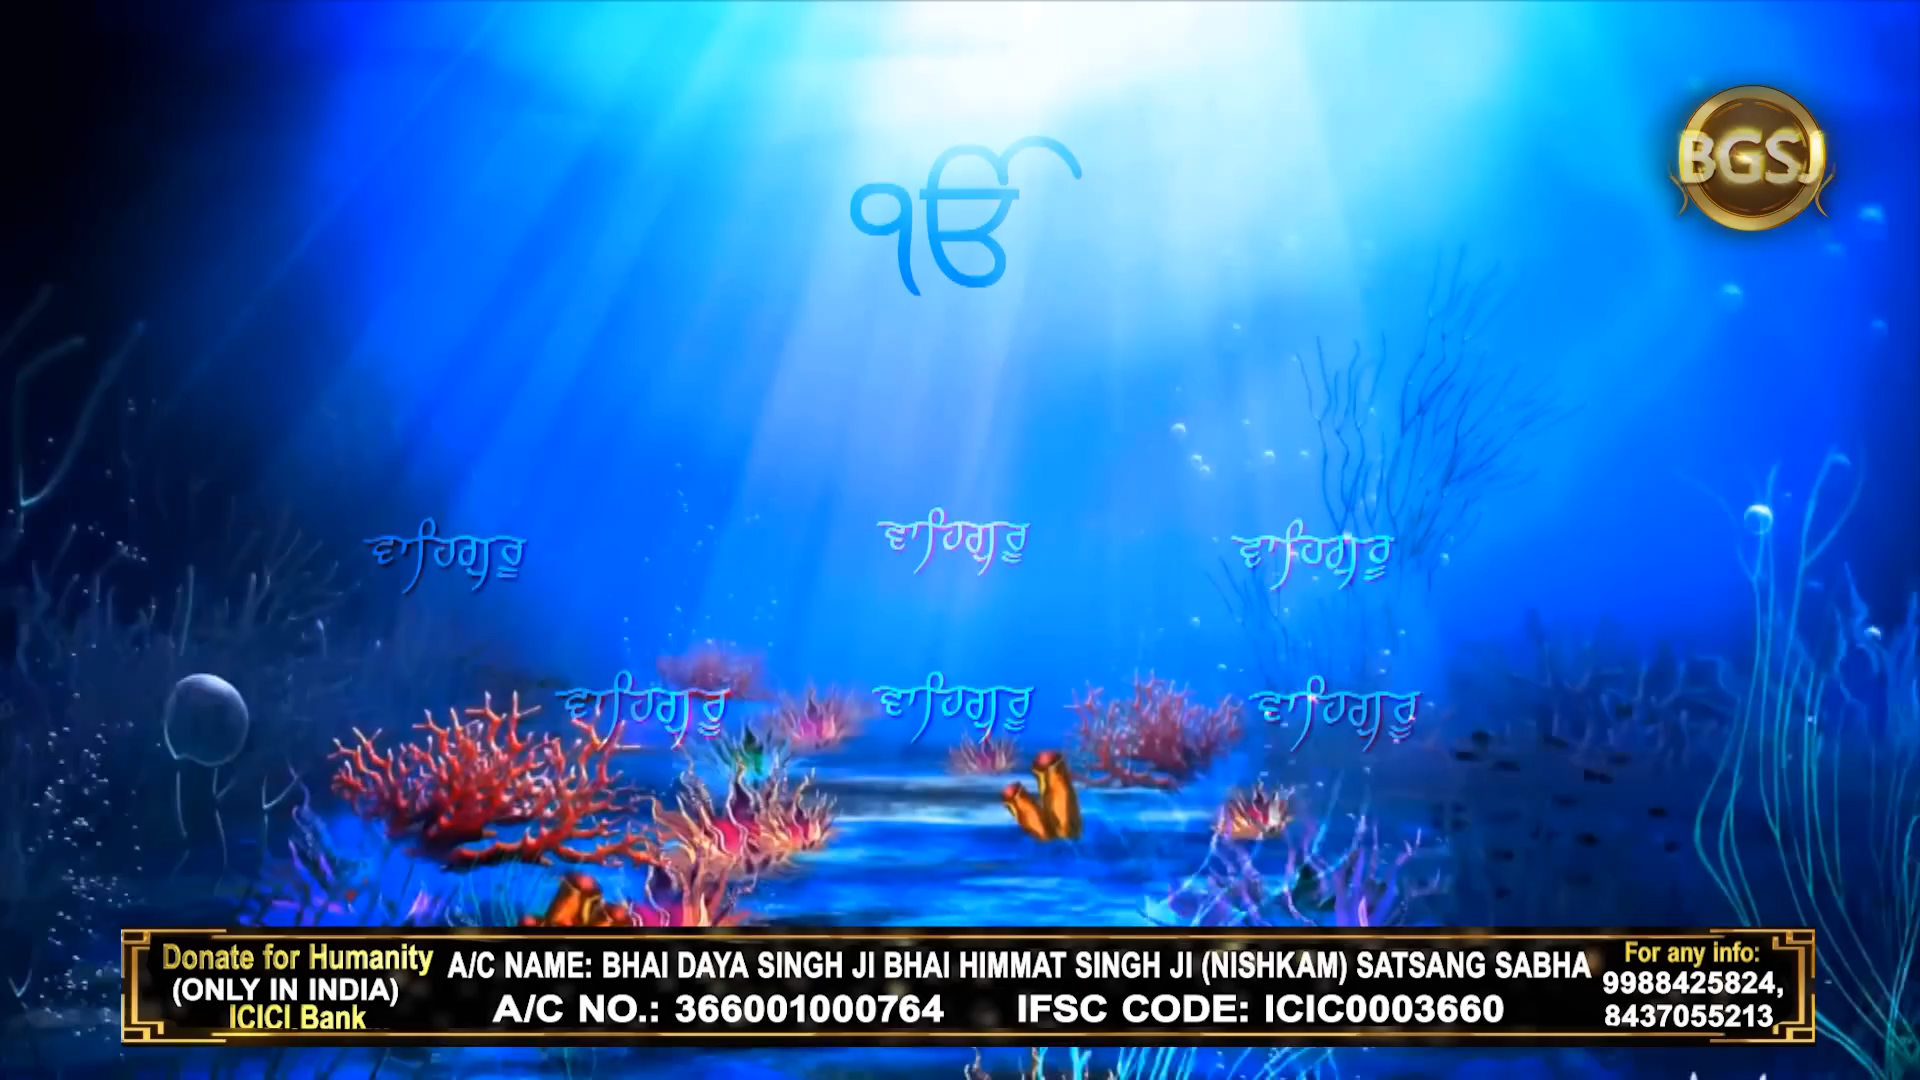 BGSJ
ੴ
ਵਾਹਿਗੁਰੂ ਵਾਹਿਗੁਰੂ ਵਾਹਿਗੁਰੂ
ਵਾਹਿਗੁਰੂ ਵਾਹਿਗੁਰੂ ਵਾਹਿਗੁਰੂ
Donate for Humanity
(ONLY IN INDIA)
ICICI Bank
A/C NAME: BHAI DAYA SINGH JI BHAI HIMMAT SINGH JI (NISHKAM) SATSANG SABHA
A/C NO.: 366001000764 IFSC CODE: ICIC0003660
For any info:
9988425824,
8437055213